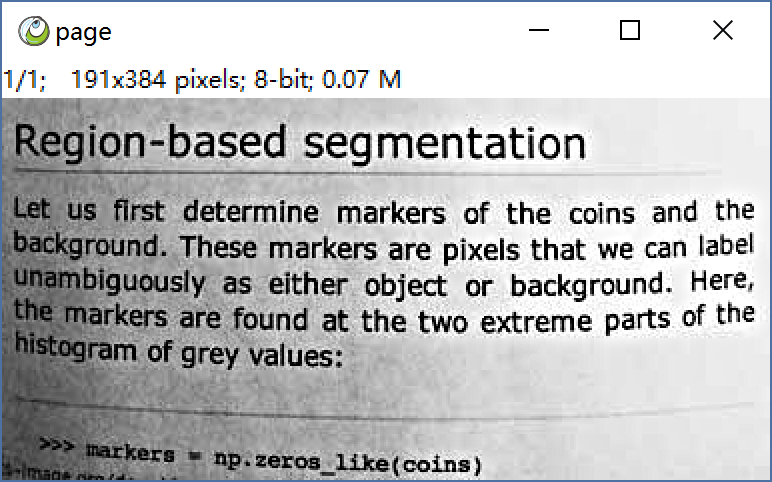 page
1/1; 191x384 pixels; 8-bit; 0.07 M
Region-based segmentation
Let us first determine markers of the coins and the
background. These markers are pixels that we can label
unambiguously as either object or background. Here,
the markers are found at the two extreme parts of the
histogram of grey values:
>>> markers = np.zeros_like(coins)